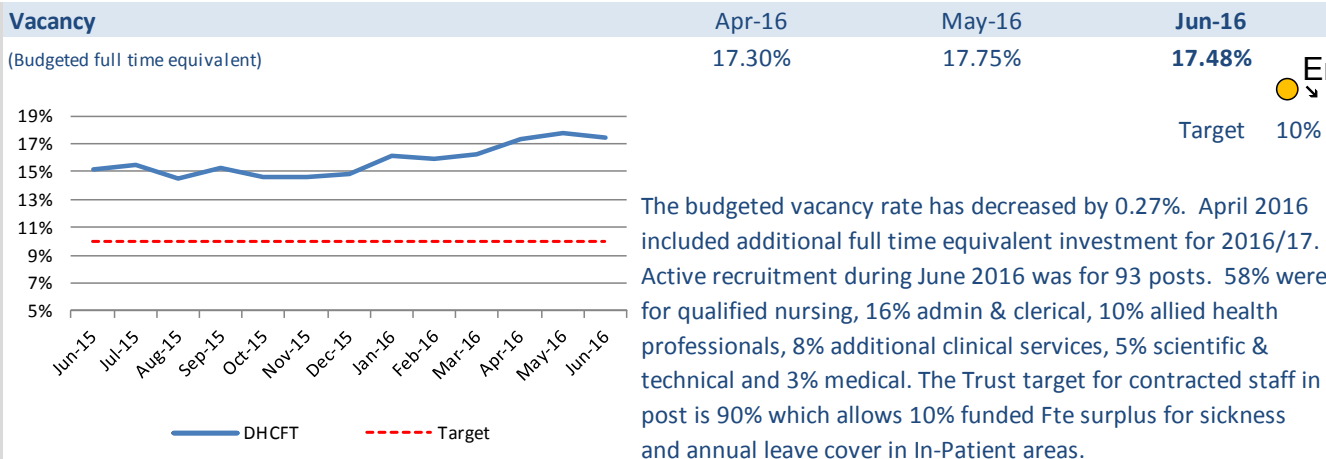 Vacancy Apr-16 May-16 Jun-16
(Budgeted full time equivalent) 17.30% 17.75% 17.48%
Target 10%
19%
17%
15%
13%
11%
9%
7%
5%
Jun-15 Jul-15 Aug-15 Sep-15 Oct-15 Nov-15 Dec-15 Jan-16 Feb-16 Mar-16 Apr-16 May-16 Jun-16
DHCFT Target
The budgeted vacancy rate has decreased by 0.27%. April 2016
included additional full time equivalent investment for 2016/17.
Active recruitment during June 2016 was for 93 posts. 58% were
for qualified nursing, 16% admin & clerical, 10% allied health
professionals, 8% additional clinical services, 5% scientific &
technical and 3% medical. The Trust target for contracted staff in
post is 90% which allows 10% funded Fte surplus for sickness
and annual leave cover in In-Patient areas.